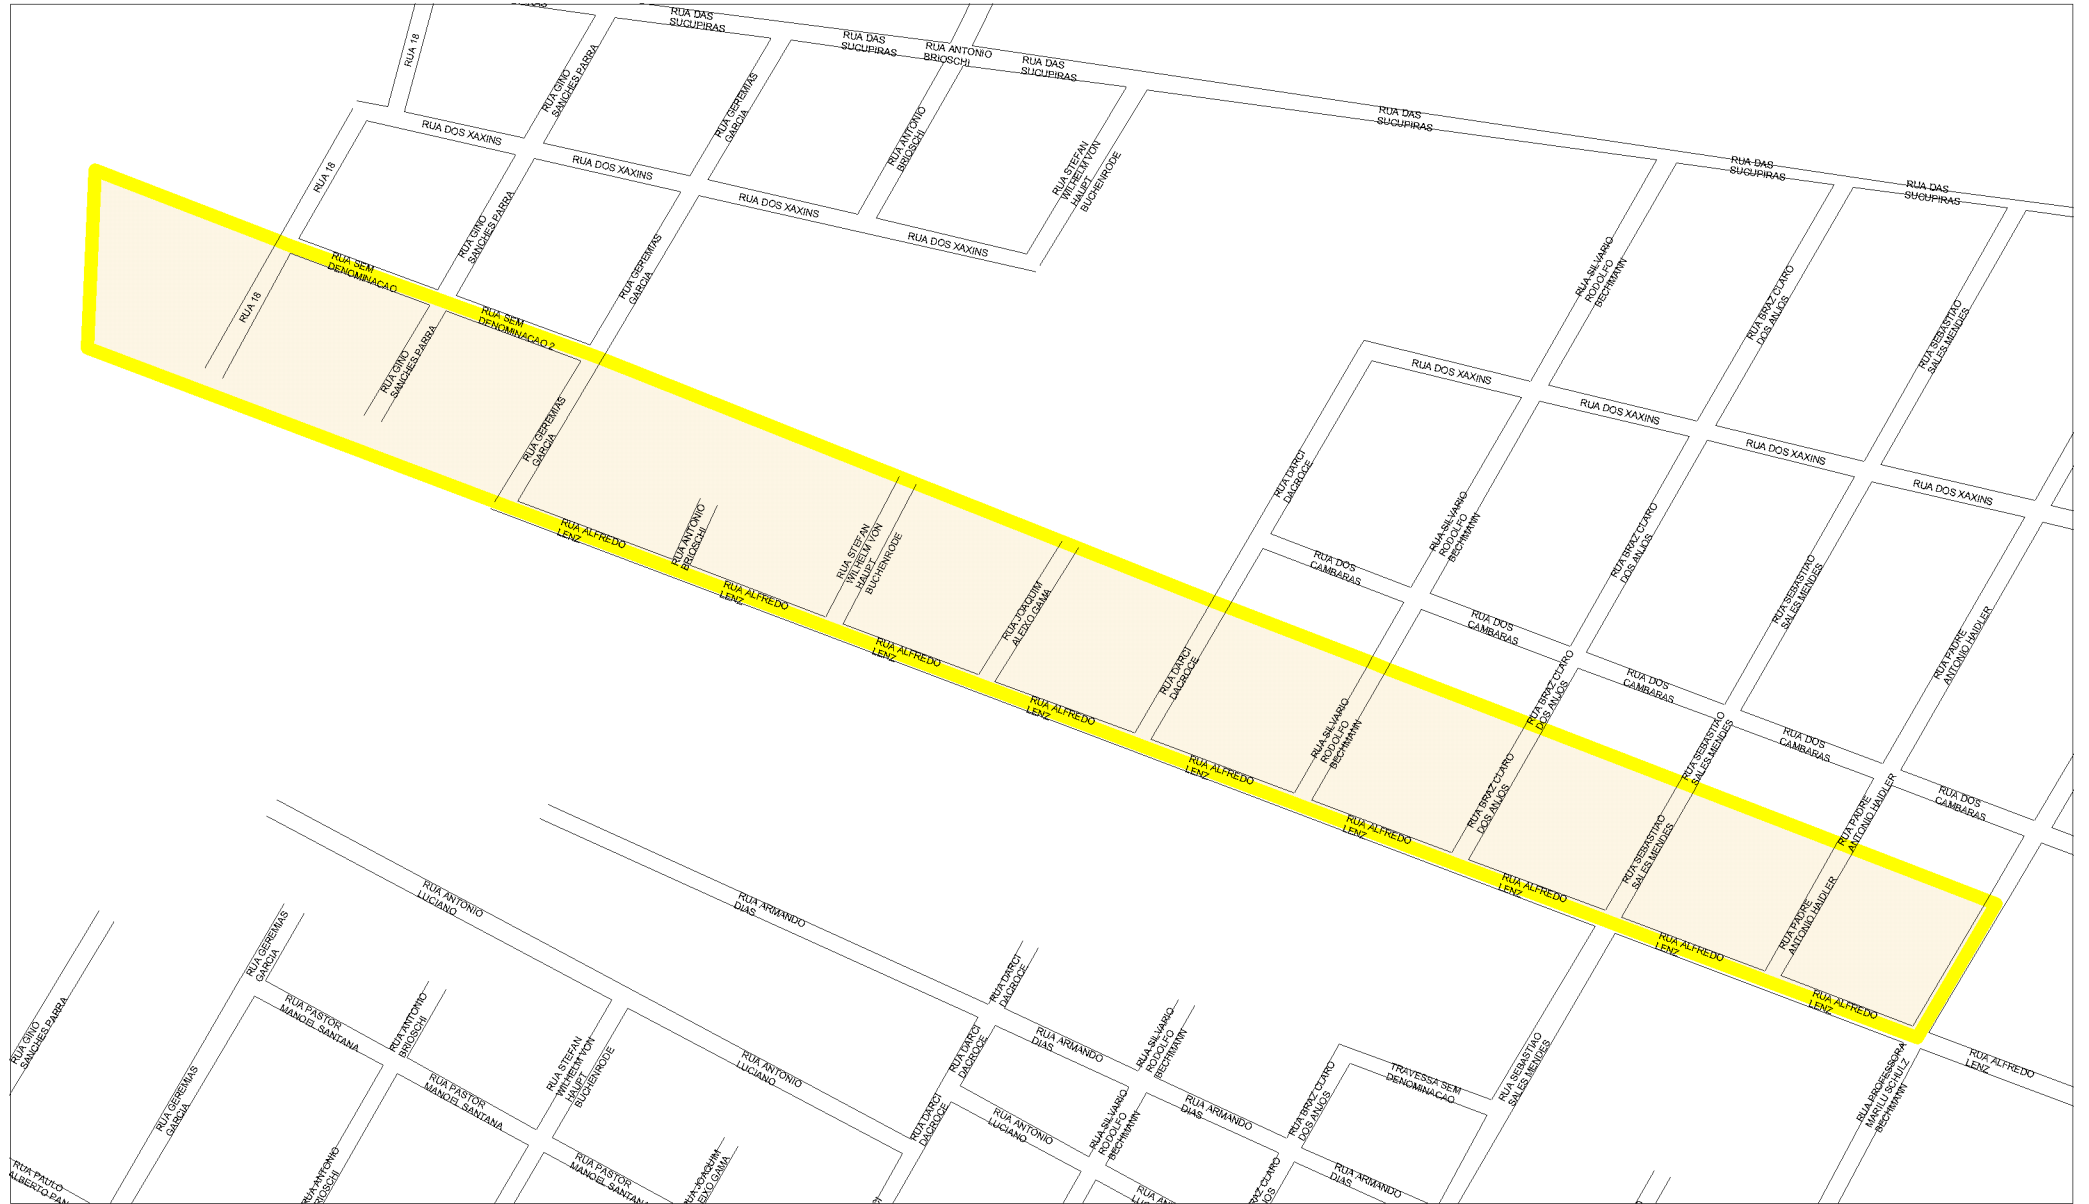 RUA DAS
SUCUPIRAS
RUA DAS
SUCUPIRAS
RUA ANTONIO
BRIOSCHI
RUA DAS
SUCUPIRAS
RUA DAS
SUCUPIRAS
RUA DAS
SUCUPIRAS
RUA DAS
SUCUPIRAS
RUA 18
RUA GINO
SANCHES PARRA
RUA GEREMIAS
GARCIA
RUA ANTONIO
BRIOSCHI
RUA STEFAN
WILHELM VON
HAUPT
BUCHENRODE
RUA DOS XAXINS
RUA DOS XAXINS
RUA DOS XAXINS
RUA DOS XAXINS
RUA 18
RUA GINO
SANCHES PARRA
RUA GEREMIAS
GARCIA
RUA SILVARIO
RODOLFO
BECHMANN
RUA BRAZ CLARO
DOS ANJOS
RUA SEBASTIAO
SALES MENDES
RUA SEM
DENOMINACAO
RUA SEM
DENOMINACAO 2
RUA 18
RUA GINO
SANCHES PARRA
RUA GEREMIAS
GARCIA
RUA DOS XAXINS
RUA DOS XAXINS
RUA DOS XAXINS
RUA DOS XAXINS
RUA DARCI
DACROCE
RUA SILVARIO
RODOLFO
BECHMANN
RUA BRAZ CLARO
DOS ANJOS
RUA SEBASTIAO
SALES MENDES
RUA PADRE
ANTONIO HAIDLER
RUA ALFREDO
LENZ
RUA ANTONIO
BRIOSCHI
RUA STEFAN
WILHELM VON
HAUPT
BUCHENRODE
RUA JOAQUIM
ALEIXO GAMA
RUA DOS
CAMBARAS
RUA DOS
CAMBARAS
RUA DOS
CAMBARAS
RUA DOS
CAMBARAS
RUA DOS
CAMBARAS
RUA ALFREDO
LENZ
RUA ALFREDO
LENZ
RUA ALFREDO
LENZ
RUA DARCI
DACROCE
RUA SILVARIO
RODOLFO
BECHMANN
RUA BRAZ CLARO
DOS ANJOS
RUA BRAZ CLARO
DOS ANJOS
RUA SEBASTIAO
SALES MENDES
RUA SEBASTIAO
SALES MENDES
RUA PADRE
ANTONIO HAIDLER
RUA PADRE
ANTONIO HAIDLER
RUA ALFREDO
LENZ
RUA ALFREDO
LENZ
RUA ALFREDO
LENZ
RUA ALFREDO
LENZ
RUA ALFREDO
LENZ
RUA ALFREDO
LENZ
RUA ANTONIO
LUCIANO
RUA ARMANDO
DIAS
RUA GEREMIAS
GARCIA
RUA GINO
SANCHES PARRA
RUA PASTOR
MANOEL SANTANA
RUA ANTONIO
BRIOSCHI
RUA DARCI
DACROCE
RUA SILVARIO
RODOLFO
BECHMANN
RUA ARMANDO
DIAS
RUA DARCI
DACROCE
RUA STEFAN
WILHELM VON
HAUPT
BUCHENRODE
RUA ANTONIO
LUCIANO
RUA GEREMIAS
GARCIA
RUA PASTOR
MANOEL SANTANA
TRAVESSA SEM
DENOMINACAO
RUA SEBASTIAO
SALES MENDES
RUA BRAZ CLARO
DOS ANJOS
RUA PROFESSORA
MARILU SCHULZ
BECHMANN
RUA DARCI
DACROCE
RUA ANTONIO
LUCIANO
RUA SILVARIO
RODOLFO
BECHMANN
RUA ARMANDO
DIAS
RUA ARMANDO
DIAS
RUA PASTOR
MANOEL SANTANA
RUA PAULO
RUA ANTONIO
RUA JOAQUIM